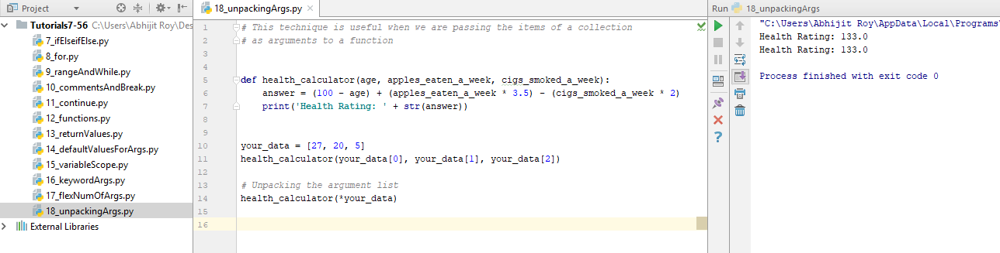 Project
Tutorials7-56 C:\Users\Abhijit Roy\Des
7_ifElseifElse.py
8_for.py
9_rangeAndWhile.py
10_commentsAndBreak.py
11_continue.py
12_functions.py
13_returnValues.py
14_defaultValuesForArgs.py
15_variableScope.py
16_keywordArgs.py
17_flexNumOfArgs.py
18_unpackingArgs.py
External Libraries
18_unpackingArgs.py
1 # This technique is useful when we are passing the items of a collection
2 # as arguments to a function
3
4
5 def health_calculator(age, apples_eaten_a_week, cigs_smoked_a_week):
6 answer = (100 - age) + (apples_eaten_a_week * 3.5) - (cigs_smoked_a_week * 2)
7 print('Health Rating: ' + str(answer))
8
9
10 your_data = [27, 20, 5]
11 health_calculator(your_data[0], your_data[1], your_data[2])
12
13 # Unpacking the argument list
14 health_calculator(*your_data)
15
16
Run 18_unpackingArgs
"C:\Users\Abhijit Roy\AppData\Local\Programs\
Health Rating: 133.0
Health Rating: 133.0
Process finished with exit code 0